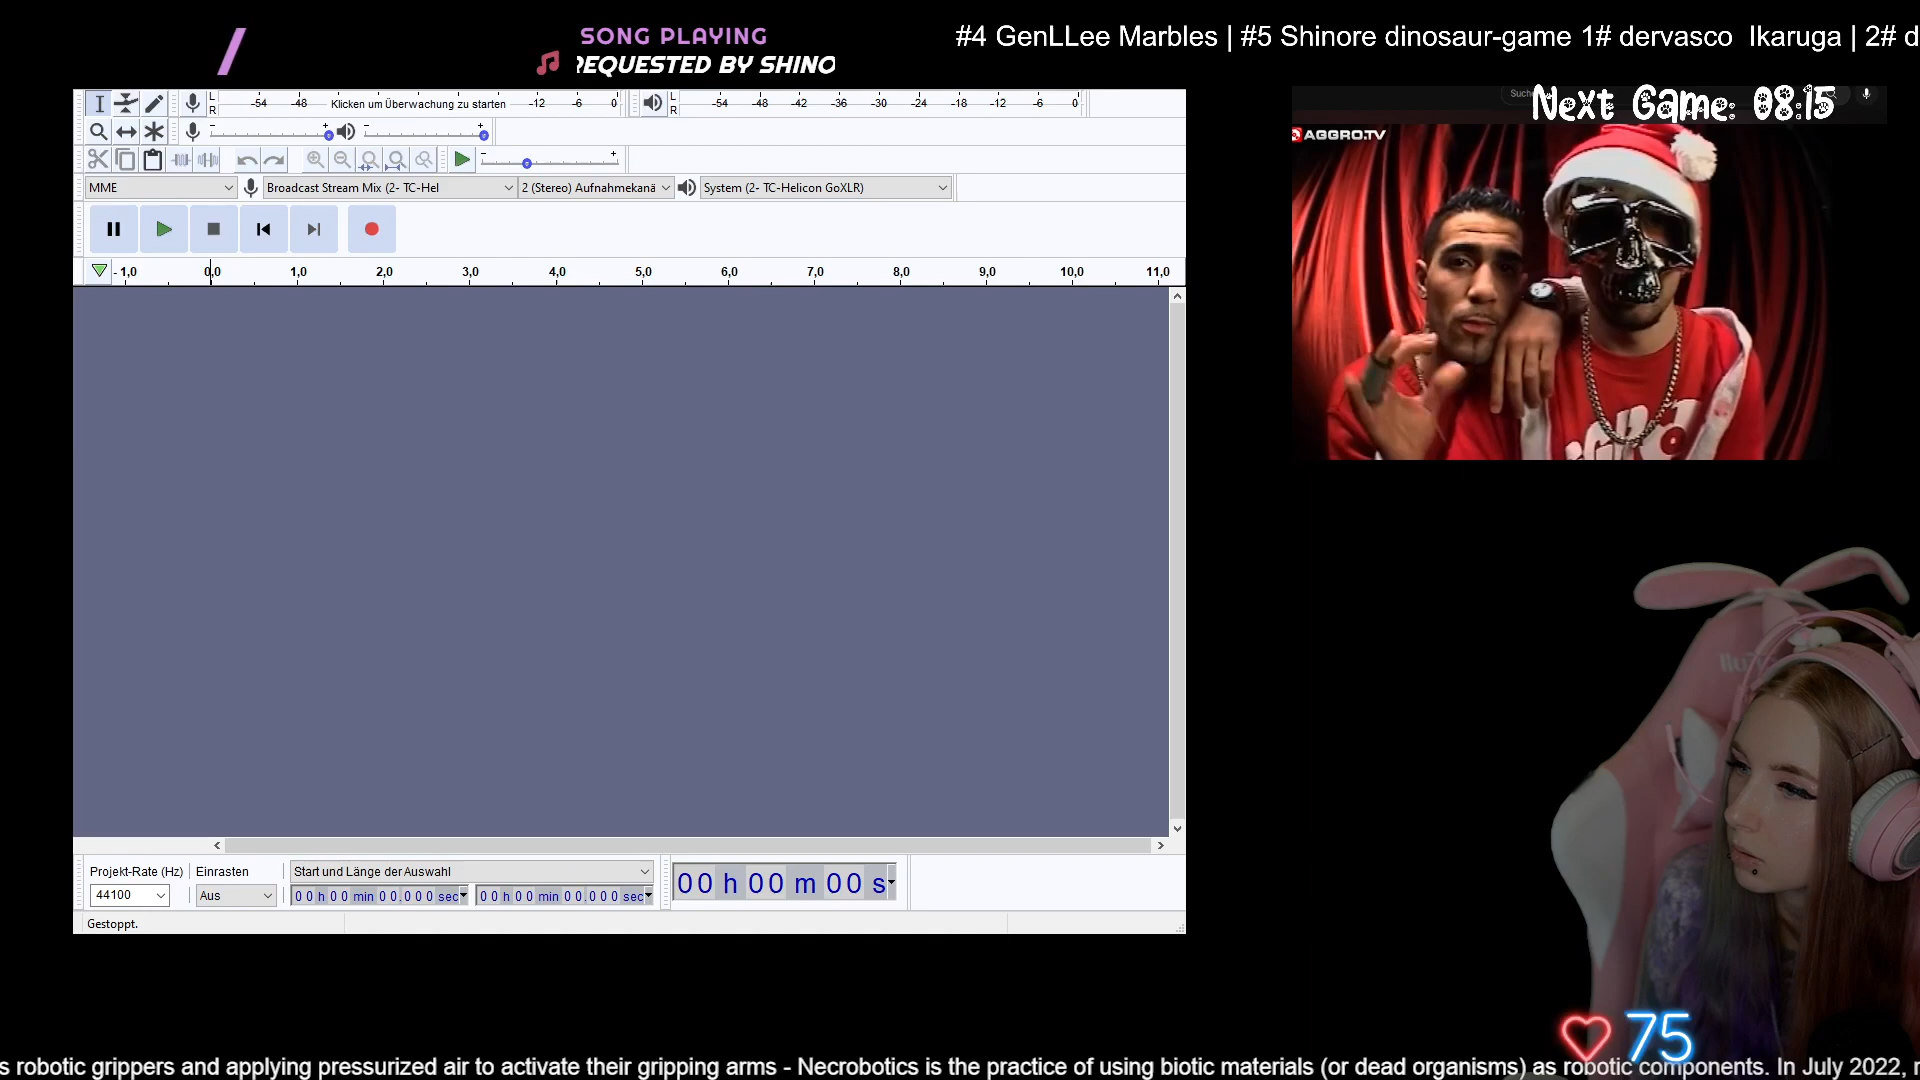 SONG PLAYING
REQUESTED BY SHINO
#4 GenLLee Marbles | #5 Shinore dinosaur-game 1# dervasco Ikaruga | 2# d
Next Game: 08:15
AGGRO.TV
L
R
-54 -48 Klicken um Überwachung zu starten -12 -6 0
L
R
-54 -48 -42 -36 -30 -24 -18 -12 -6 0
MME
Broadcast Stream Mix (2- TC-Hel
2 (Stereo) Aufnahmekanä
System (2- TC-Helicon GoXLR)
-1,0 0,0 1,0 2,0 3,0 4,0 5,0 6,0 7,0 8,0 9,0 10,0 11,0
Projekt-Rate (Hz) Einrasten Start und Länge der Auswahl
44100 Aus 00 h 00 min 00.000 sec 00 h 00 min 00.000 sec
00 h 00 m 00 s
Gestoppt.
75
s robotic grippers and applying pressurized air to activate their gripping arms - Necrobotics is the practice of using biotic materials (or dead organisms) as robotic components. In July 2022, r